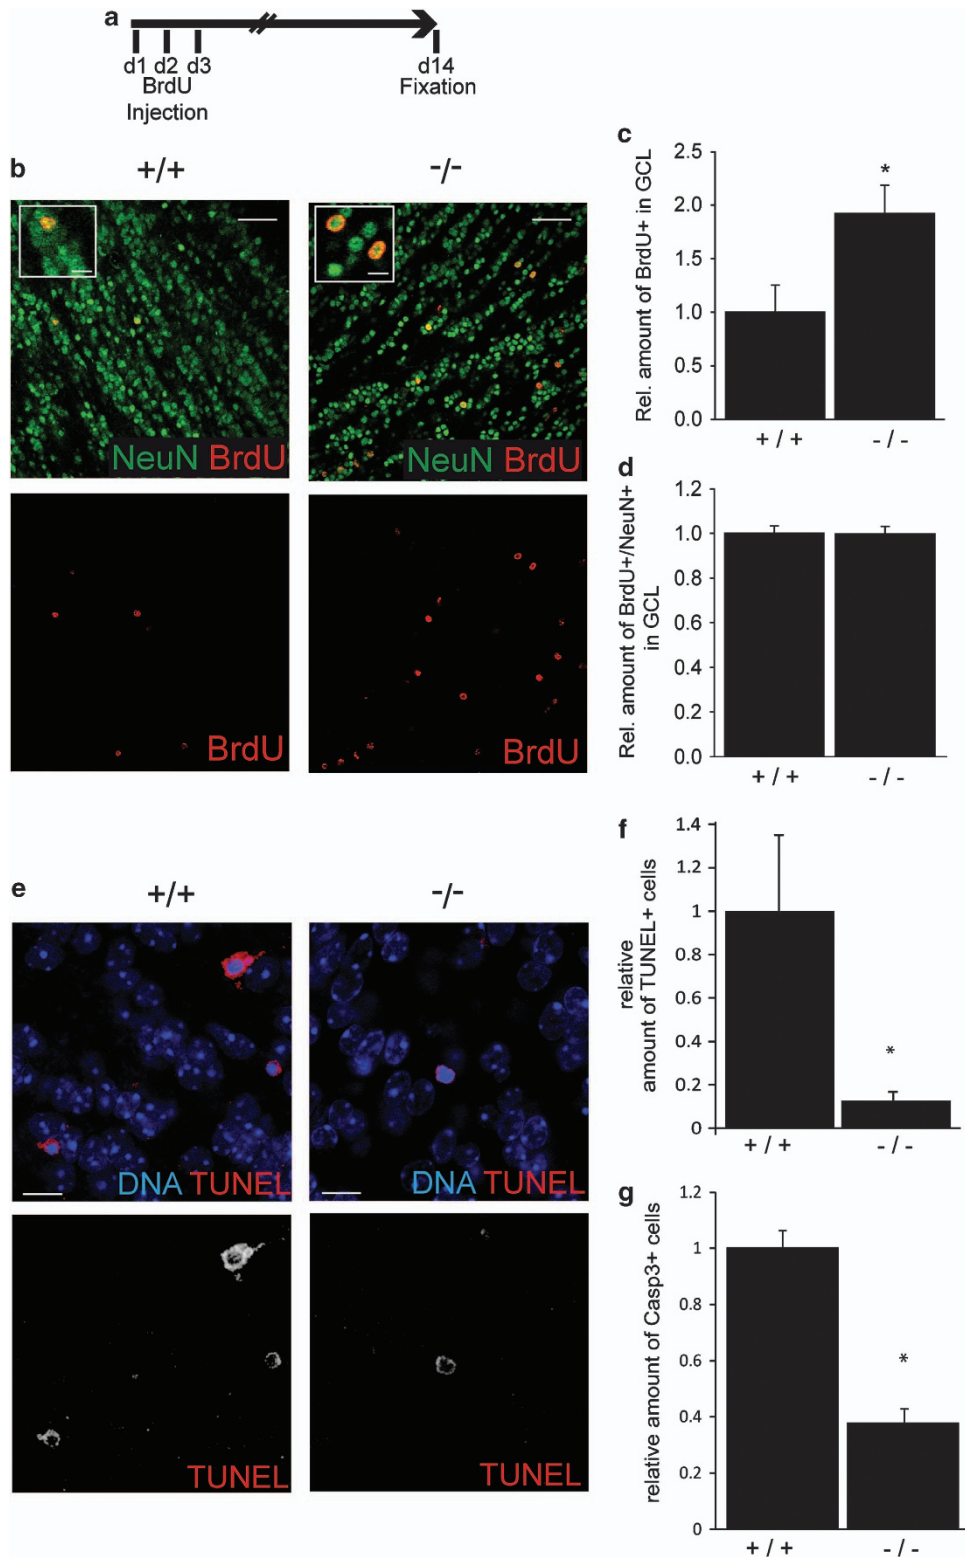 a
d1 d2 d3
BrdU
Injection
d14
Fixation
b
+/+
-/-
NeuN BrdU
NeuN BrdU
BrdU
BrdU
c
Rel. amount of BrdU+ in GCL
2.5
2.0
1.5
1.0
0.5
0.0
*
+ / +
- / -
d
Rel. amount of BrdU+/NeuN+
in GCL
1.2
1.0
0.8
0.6
0.4
0.2
0.0
+ / +
- / -
e
+/+
-/-
DNA TUNEL
DNA TUNEL
TUNEL
TUNEL
f
relative
amount of TUNEL+ cells
1.4
1.2
1
0.8
0.6
0.4
0.2
0
*
+ / +
- / -
g
relative amount of Casp3+ cells
1.2
1
0.8
0.6
0.4
0.2
0
*
+ / +
- / -